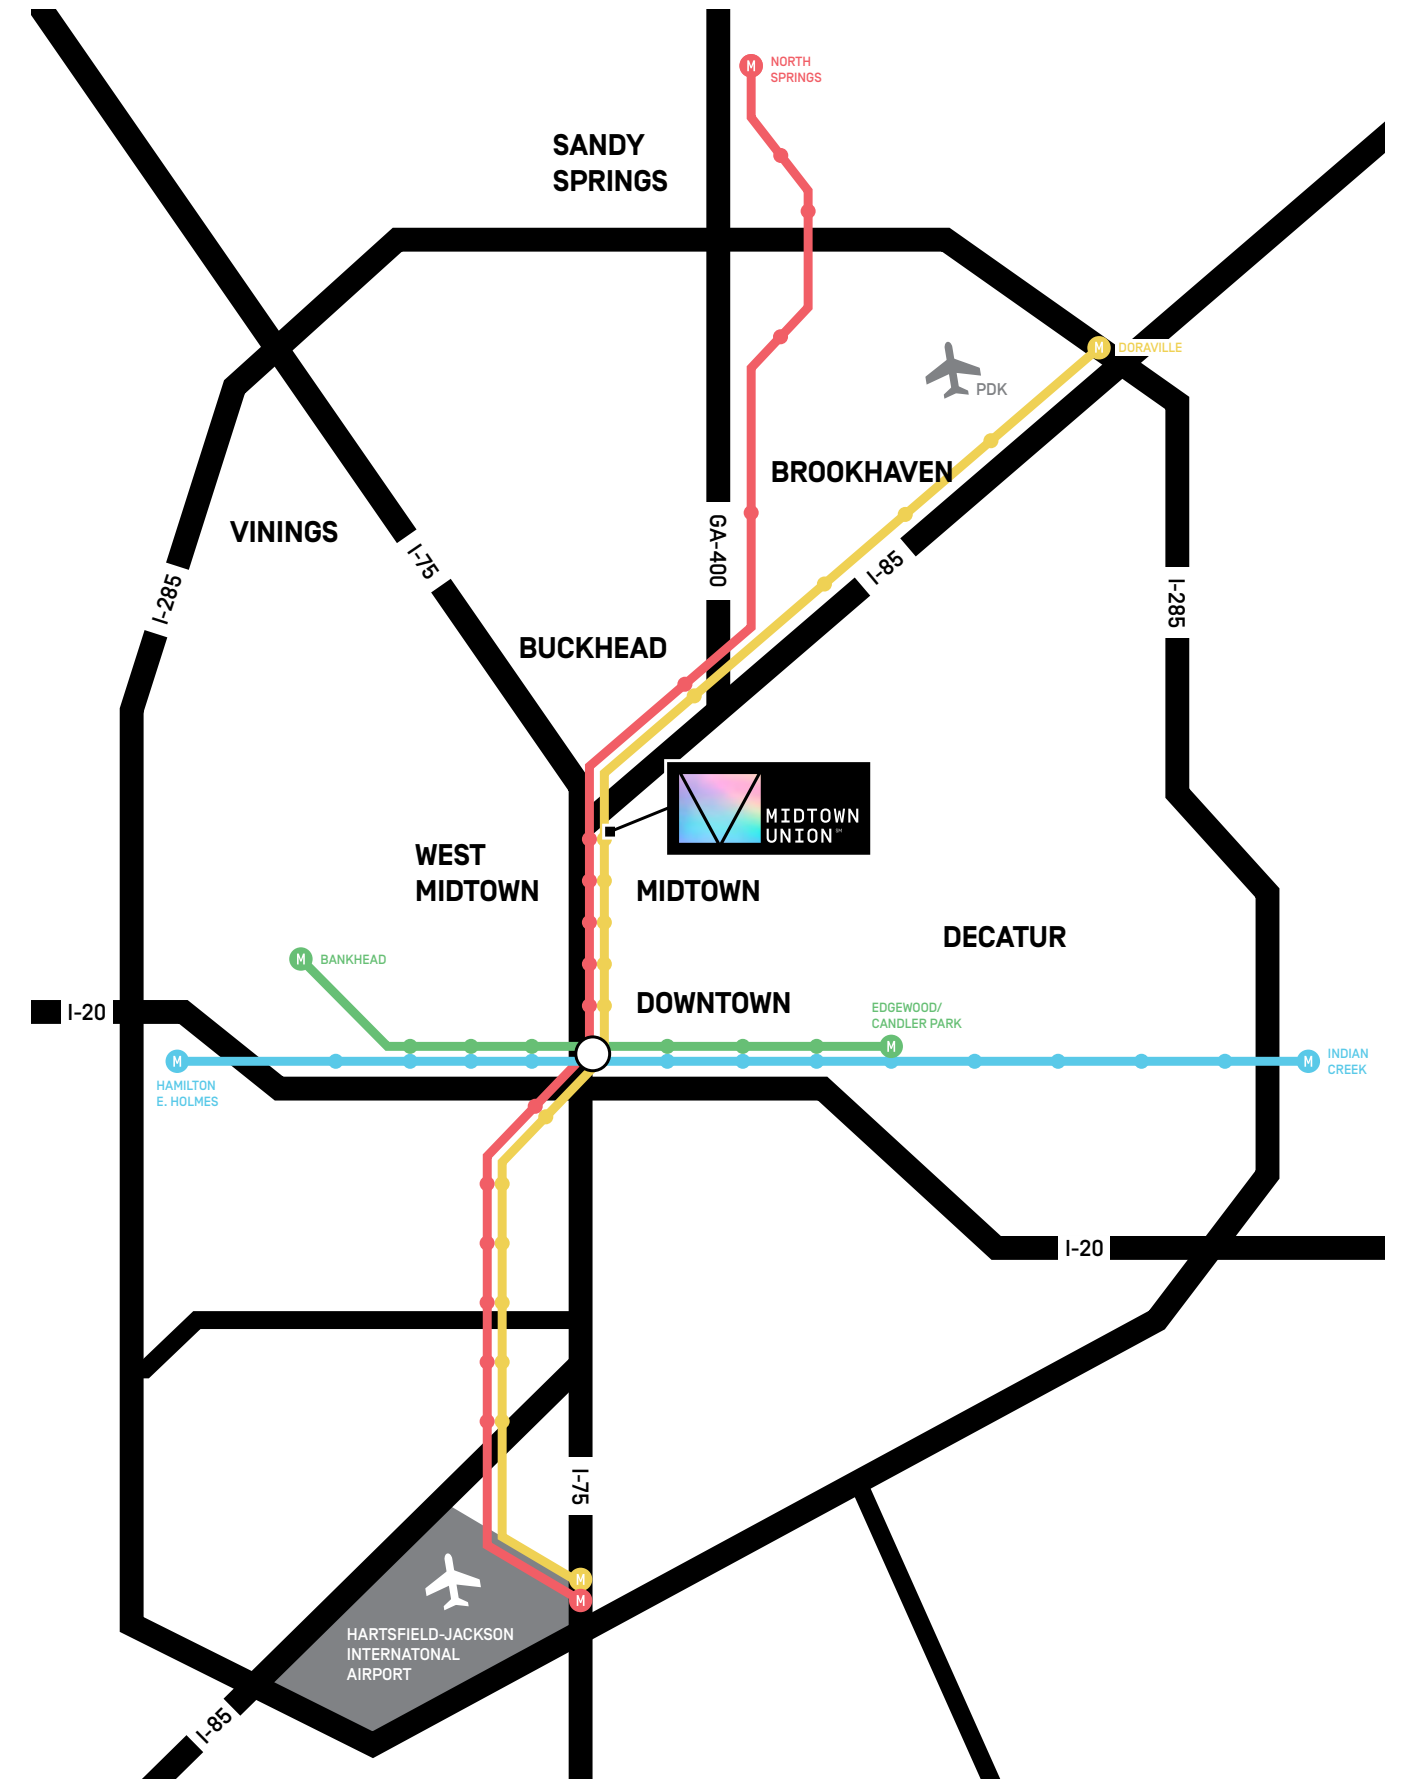 M
NORTH
SPRINGS
SANDY
SPRINGS
M
DORAVILLE
PDK
BROOKHAVEN
GA-400
VININGS
I-75
I-85
I-285
I-285
BUCKHEAD
MIDTOWN
UNION℠
WEST
MIDTOWN
MIDTOWN
DECATUR
M
BANKHEAD
DOWNTOWN
I-20
EDGEWOOD/
CANDLER PARK
M
M
HAMILTON
E. HOLMES
M
INDIAN
CREEK
I-20
I-75
M
M
HARTSFIELD-JACKSON
INTERNATONAL
AIRPORT
I-85